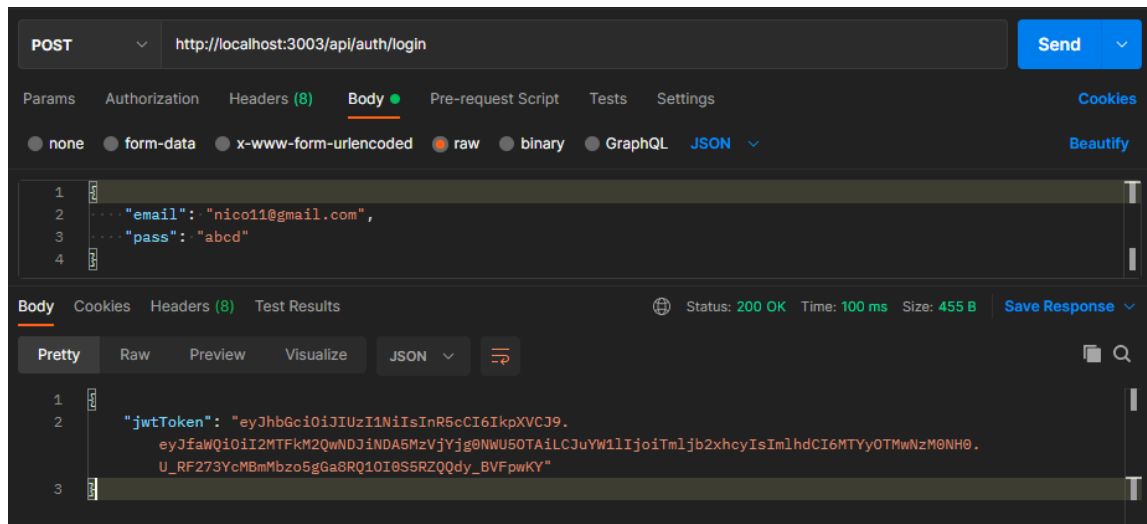 POST http://localhost:3003/api/auth/login Send
Params Authorization Headers (8) Body Pre-request Script Tests Settings Cookies
none form-data x-www-form-urlencoded raw binary GraphQL JSON Beautify
1 {
2 "email": "nico11@gmail.com",
3 "pass": "abcd"
4 }
Body Cookies Headers (8) Test Results Status: 200 OK Time: 100 ms Size: 455 B Save Response
Pretty Raw Preview Visualize JSON
1 {
2 "jwtToken": "eyJhbGciOiJIUzI1NiIsInR5cCI6IkpXVCJ9.
eyJfaWQiOiI2MTFkM2QwNDJiNDA5MzVjYjg0NWU5OTAiLCJuYW1lIjoiTmljb2xhcyIsImlhdCI6MTYyOTMwNzM0NH0.
U_RF273YcMBmMbzo5gGa8RQ1OI0S5RZQQdy_BVFpwKY"
3 }